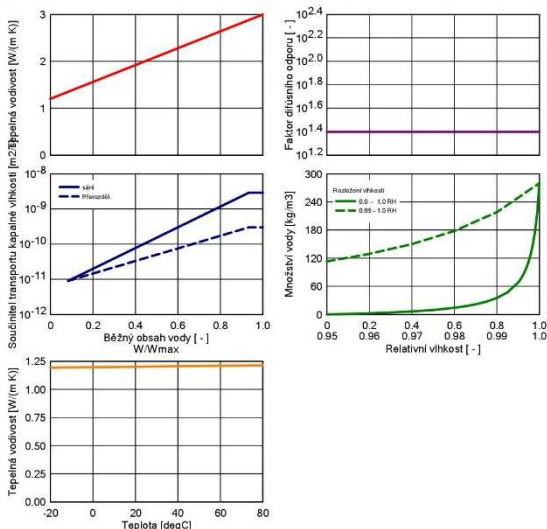 3
2
1
0
Tepelná vodivost [W/(m K)]
10^2.4
10^2.2
10^2.0
10^1.8
10^1.6
10^1.4
10^1.2
Faktor difúsního odporu [ - ]
10^-8
10^-9
10^-10
10^-11
10^-12
Součinitel transportu kapalné vlhkosti [m2/s]
sání
Přerozděl.
0 0.2 0.4 0.6 0.8 1.0
Běžný obsah vody [ - ]
W/Wmax
300
240
180
120
60
0
Množství vody [kg/m3]
Rozložení vlhkosti
0.0 - 1.0 RH
0.95 - 1.0 RH
0 0.2 0.4 0.6 0.8 1.0
0.95 0.96 0.97 0.98 0.99 1.0
Relativní vlhkost [ - ]
1.25
1.00
0.75
0.50
0.25
0.00
Tepelná vodivost [W/(m K)]
-20 0 20 40 60 80
Teplota [degC]